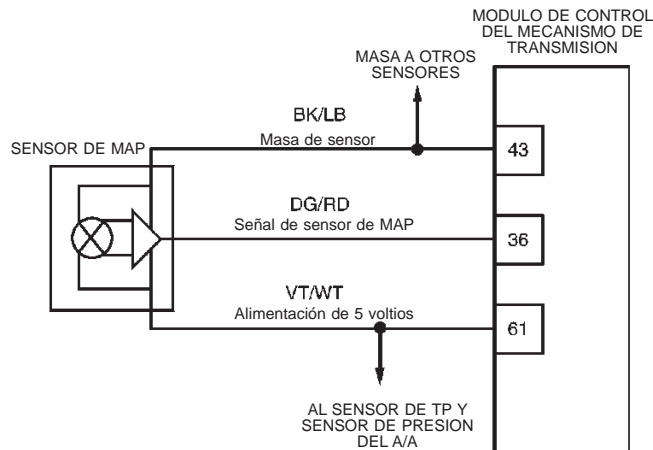 MODULO DE CONTROL
DEL MECANISMO DE
TRANSMISION
MASA A OTROS
SENSORES
BK/LB
Masa de sensor
43
SENSOR DE MAP
DG/RD
Señal de sensor de MAP
36
VT/WT
Alimentación de 5 voltios
61
AL SENSOR DE TP Y
SENSOR DE PRESION
DEL A/A